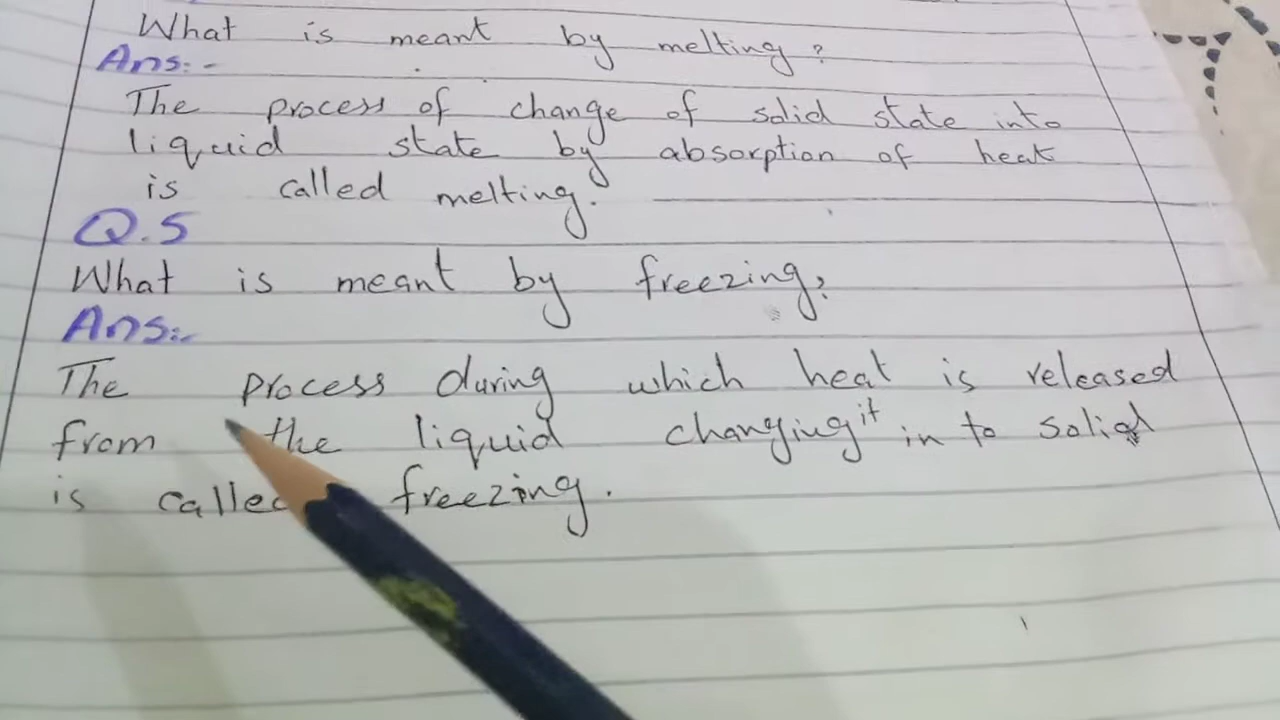 What is meant by melting?
Ans:-
The process of change of solid state into
liquid state by absorption of heat
is called melting.
Q.5
What is meant by freezing?
Ans:-
The process during which heat is released
from the liquid changing it in to solid
is called freezing.